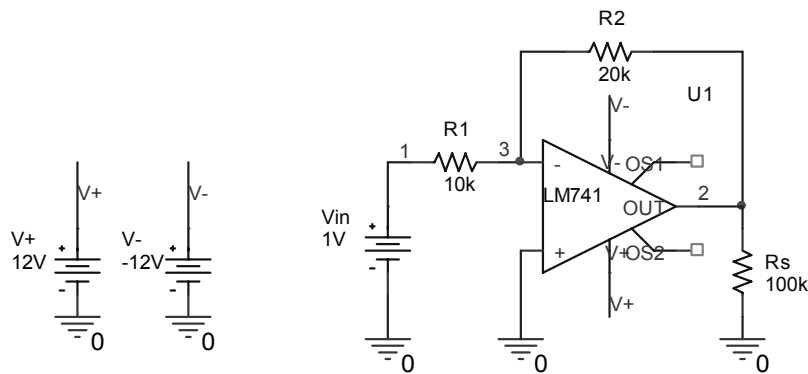 R2
20k
V-
U1
R1
1
3
10k
-
V-
OS1
LM741
OUT
2
+
V+
OS2
V+
Vin
1V
+
-
0
0
Rs
100k
0
V+
V+
12V
+
-
0
V-
V-
-12V
+
-
0